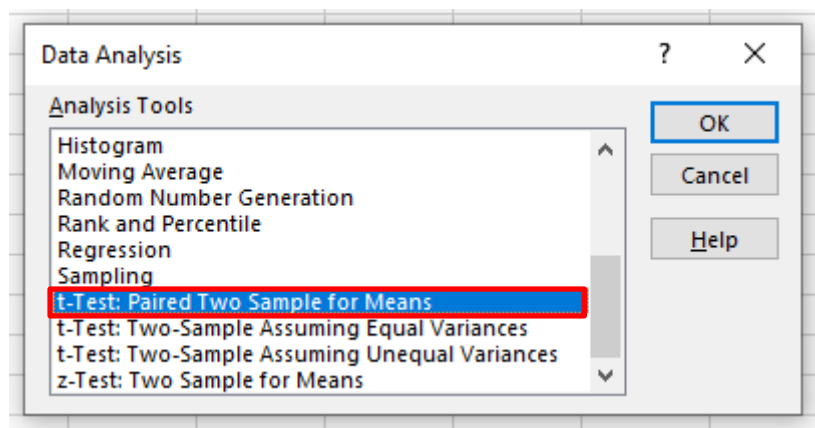 Data Analysis ?
Analysis Tools
Histogram
Moving Average
Random Number Generation
Rank and Percentile
Regression
Sampling
t-Test: Paired Two Sample for Means
t-Test: Two-Sample Assuming Equal Variances
t-Test: Two-Sample Assuming Unequal Variances
z-Test: Two Sample for Means
OK
Cancel
Help